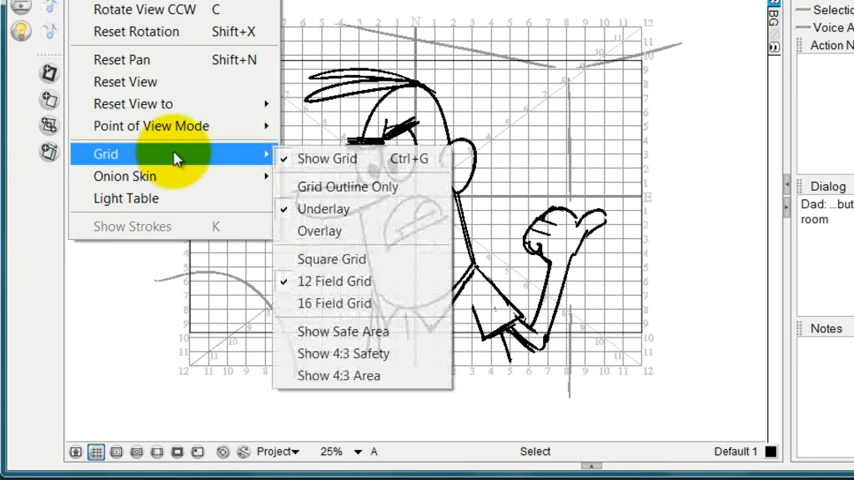 Rotate View CCW C
Reset Rotation Shift+X
Reset Pan Shift+N
Reset View
Reset View to
Point of View Mode
Grid
Onion Skin
Light Table
Show Strokes K
Show Grid Ctrl+G
Grid Outline Only
Underlay
Overlay
Square Grid
12 Field Grid
16 Field Grid
Show Safe Area
Show 4:3 Safety
Show 4:3 Area
BG
Selectio
Voice A
Action N
Dialog
Dad: ...but
room
Notes
Project
25%
A
Select
Default 1